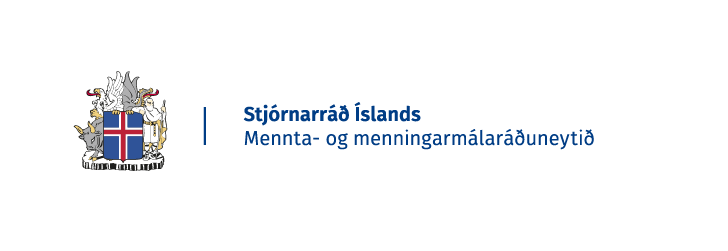 Stjórnarráð Íslands
Mennta- og menningarmálaráðuneytið